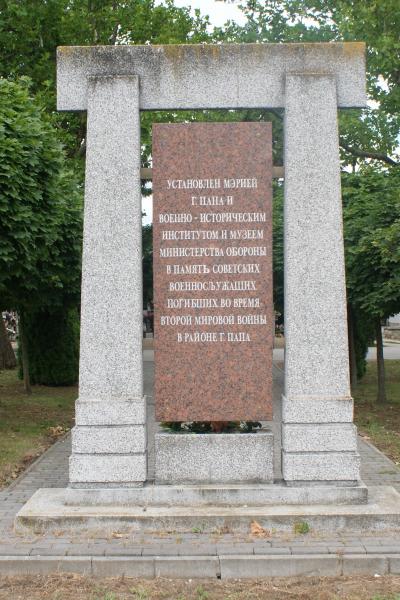 УСТАНОВЛЕН МЭРИЕЙ
Г. ПАПА И
ВОЕННО - ИСТОРИЧЕСКИМ
ИНСТИТУТОМ И МУЗЕЕМ
МИНИСТЕРСТВА ОБОРОНЫ
В ПАМЯТЬ СОВЕТСКИХ
ВОЕННОСЛУЖАЩИХ
ПОГИБШИХ ВО ВРЕМЯ
ВТОРОЙ МИРОВОЙ ВОЙНЫ
В РАЙОНЕ Г. ПАПА